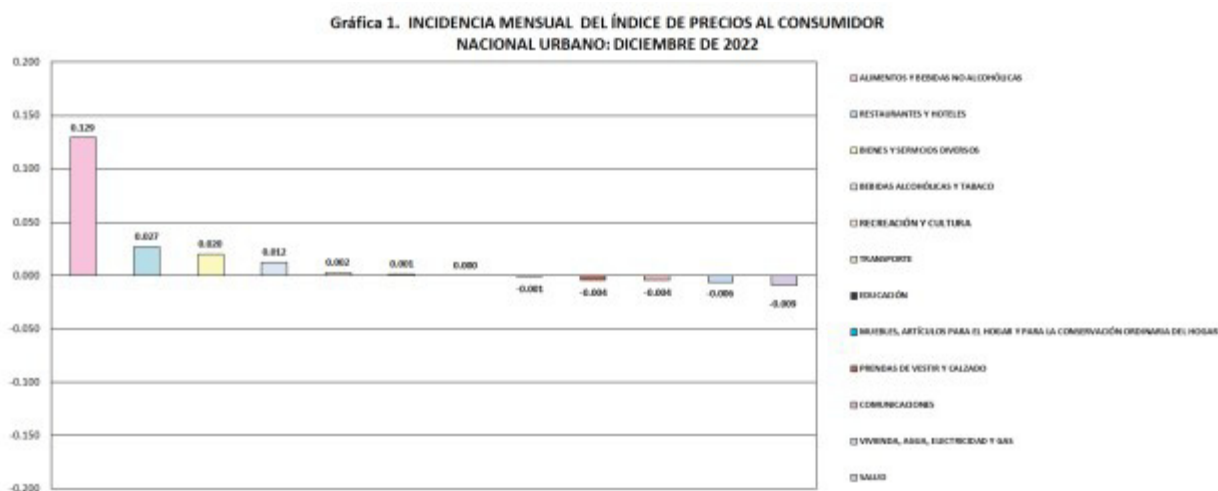 Gráfica 1. INCIDENCIA MENSUAL DEL ÍNDICE DE PRECIOS AL CONSUMIDOR
NACIONAL URBANO: DICIEMBRE DE 2022
0.200
0.150
0.100
0.050
0.000
-0.050
-0.100
-0.150
-0.200
0.129
0.027
0.020
0.012
0.002
0.001
0.000
-0.001
-0.004
-0.004
-0.006
-0.009
ALIMENTOS Y BEBIDAS NO ALCOHÓLICAS
RESTAURANTES Y HOTELES
BIENES Y SERVICIOS DIVERSOS
BEBIDAS ALCOHÓLICAS Y TABACO
RECREACIÓN Y CULTURA
TRANSPORTE
EDUCACIÓN
MUEBLES, ARTÍCULOS PARA EL HOGAR Y PARA LA CONSERVACIÓN ORDINARIA DEL HOGAR
PRENDAS DE VESTIR Y CALZADO
COMUNICACIONES
VIVIENDA, AGUA, ELECTRICIDAD Y GAS
SALUD